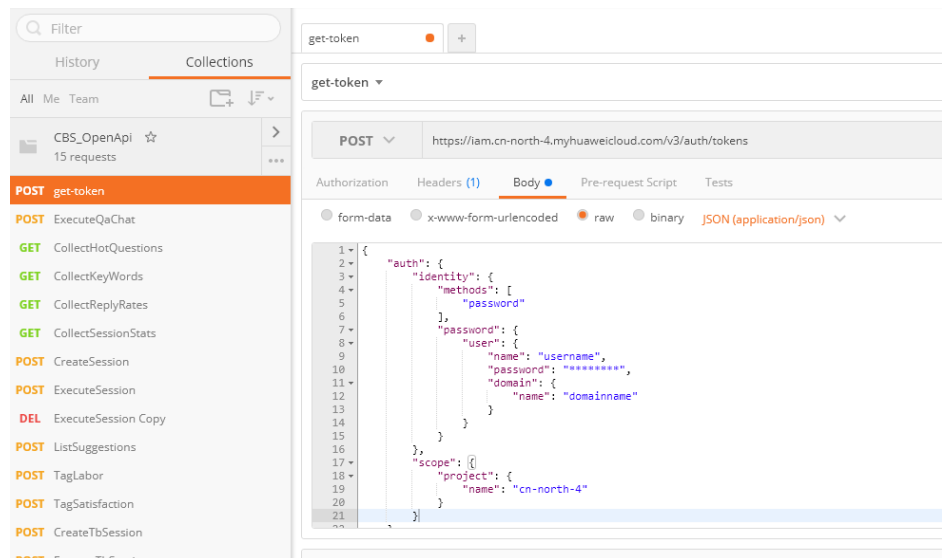 Filter
History Collections
All Me Team
CBS_OpenApi
15 requests
POST get-token
POST ExecuteQaChat
GET CollectHotQuestions
GET CollectKeyWords
GET CollectReplyRates
GET CollectSessionStats
POST CreateSession
POST ExecuteSession
DEL ExecuteSession Copy
POST ListSuggestions
POST TagLabor
POST TagSatisfaction
POST CreateTbSession
get-token +
get-token
POST https://iam.cn-north-4.myhuaweicloud.com/v3/auth/tokens
Authorization Headers (1) Body Pre-request Script Tests
form-data x-www-form-urlencoded raw binary JSON (application/json)
1 {
2 "auth": {
3 "identity": {
4 "methods": [
5 "password"
6 ],
7 "password": {
8 "user": {
9 "name": "username",
10 "password": "********",
11 "domain": {
12 "name": "domainname"
13 }
14 }
15 }
16 },
17 "scope": {
18 "project": {
19 "name": "cn-north-4"
20 }
21 }